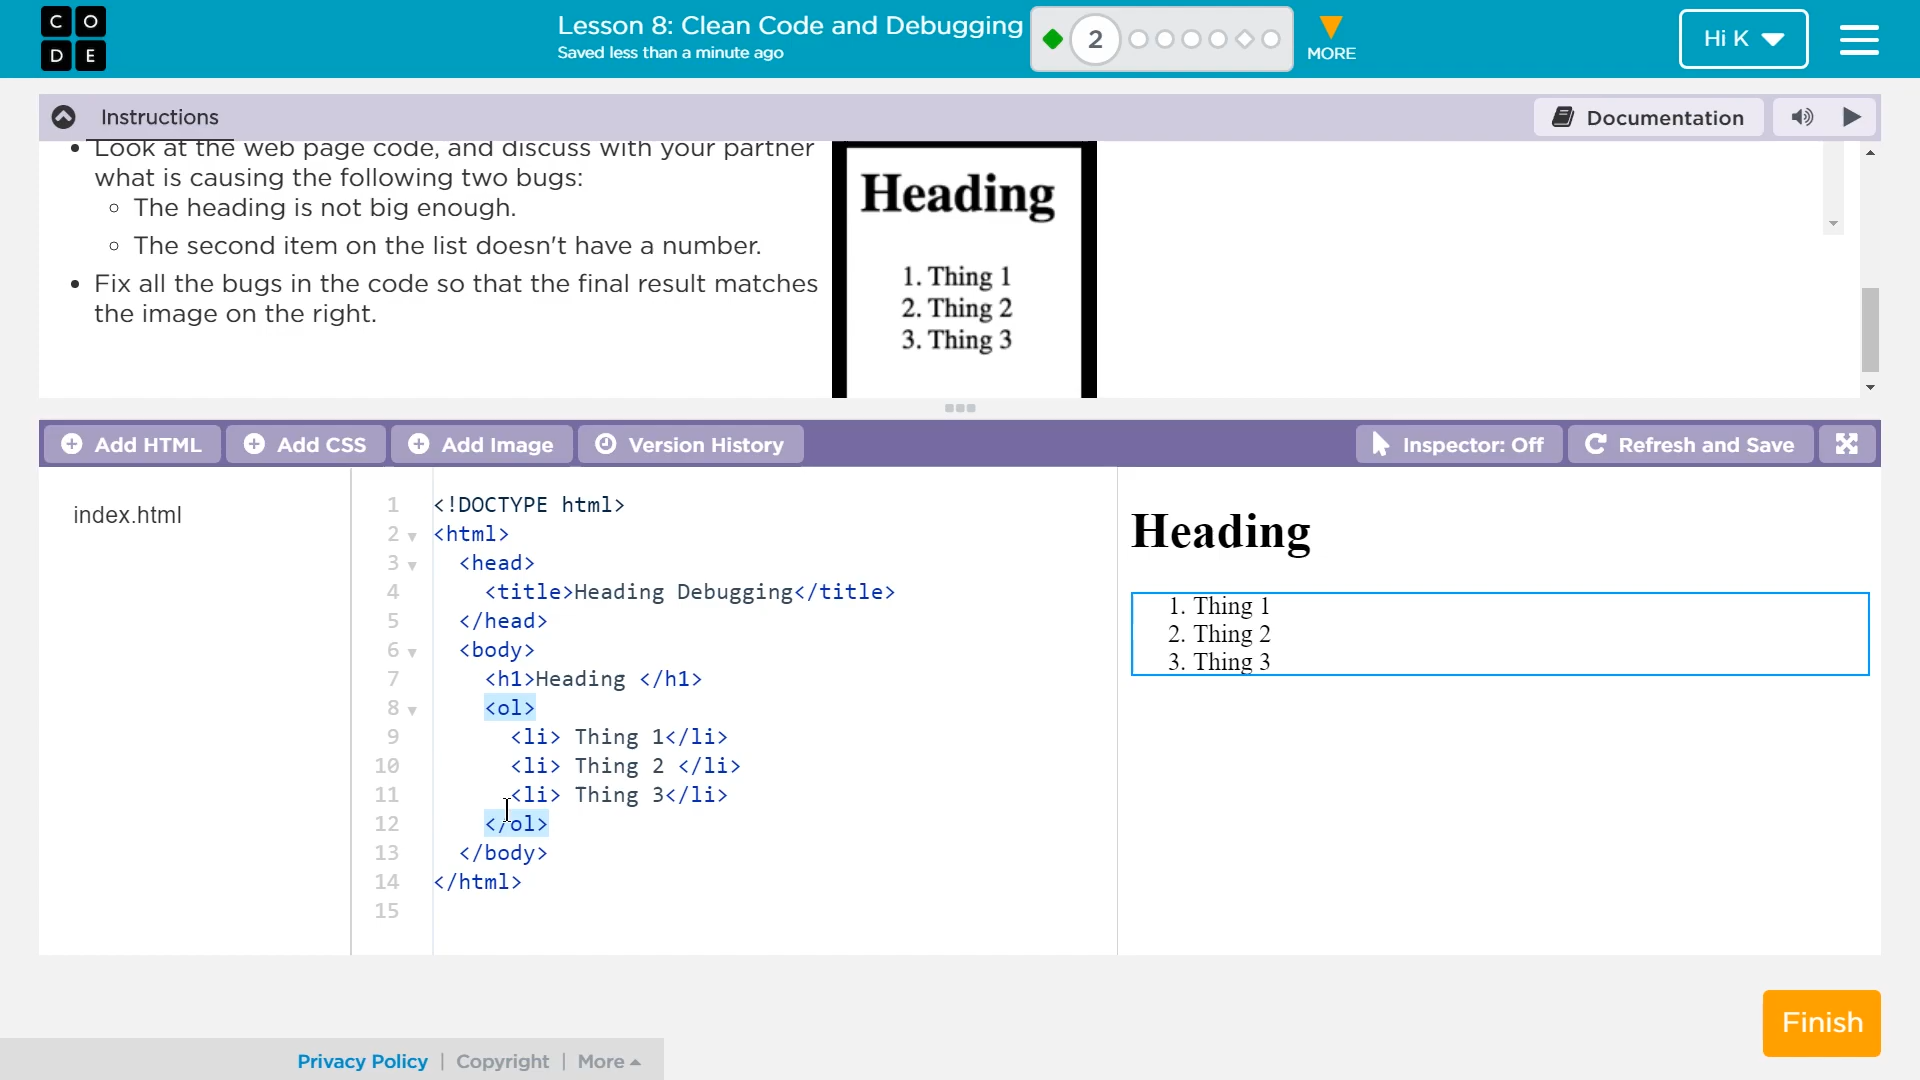 C O
D E
Lesson 8: Clean Code and Debugging
Saved less than a minute ago
2
MORE
Hi K
Instructions
Documentation
Look at the web page code, and discuss with your partner
what is causing the following two bugs:
The heading is not big enough.
The second item on the list doesn't have a number.
Fix all the bugs in the code so that the final result matches
the image on the right.
Heading
1. Thing 1
2. Thing 2
3. Thing 3
Add HTML
Add CSS
Add Image
Version History
Inspector: Off
Refresh and Save
index.html
1 <!DOCTYPE html>
2 <html>
3 <head>
4 <title>Heading Debugging</title>
5 </head>
6 <body>
7 <h1>Heading </h1>
8 <ol>
9 <li> Thing 1</li>
10 <li> Thing 2 </li>
11 <li> Thing 3</li>
12 </ol>
13 </body>
14 </html>
15
Heading
1. Thing 1
2. Thing 2
3. Thing 3
Finish
Privacy Policy | Copyright | More